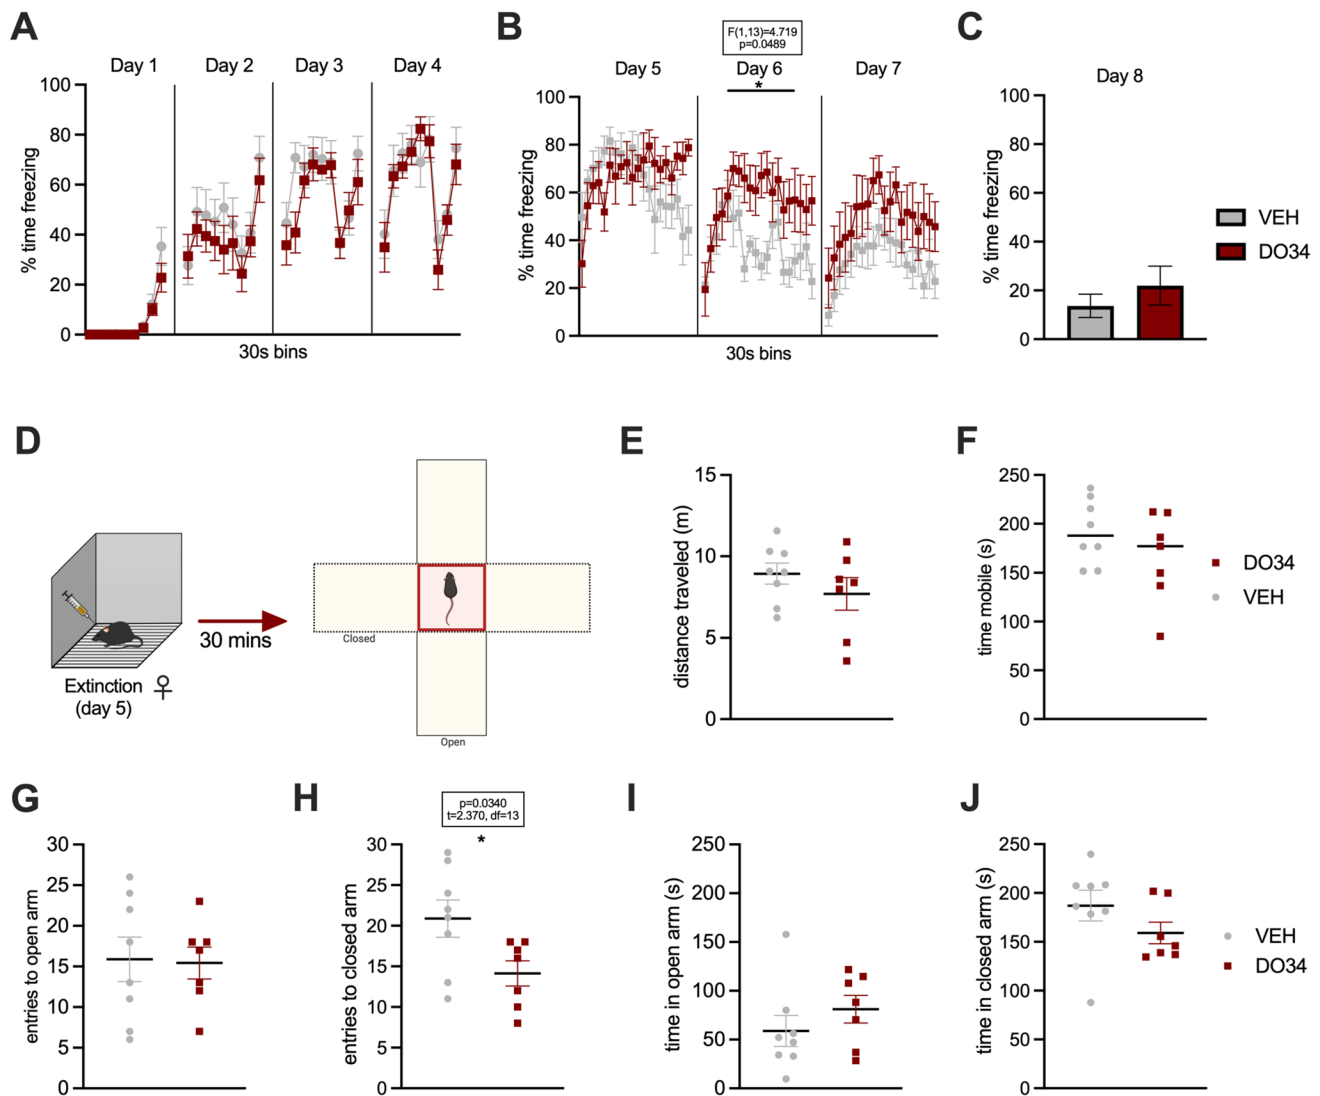 A
Day 1
Day 2
Day 3
Day 4
% time freezing
100
80
60
40
20
0
30s bins
B
F(1,13)=4.719
p=0.0489
Day 5
Day 6
Day 7
*
% time freezing
100
80
60
40
20
0
30s bins
C
Day 8
% time freezing
100
80
60
40
20
0
VEH
DO34
D
Extinction ♀
(day 5)
30 mins
Closed
Open
E
distance traveled (m)
15
10
5
0
F
time mobile (s)
250
200
150
100
50
0
DO34
VEH
G
entries to open arm
30
25
20
15
10
5
0
H
p=0.0340
t=2.370, df=13
*
entries to closed arm
30
25
20
15
10
5
0
I
time in open arm (s)
250
200
150
100
50
0
J
time in closed arm (s)
250
200
150
100
50
0
VEH
DO34